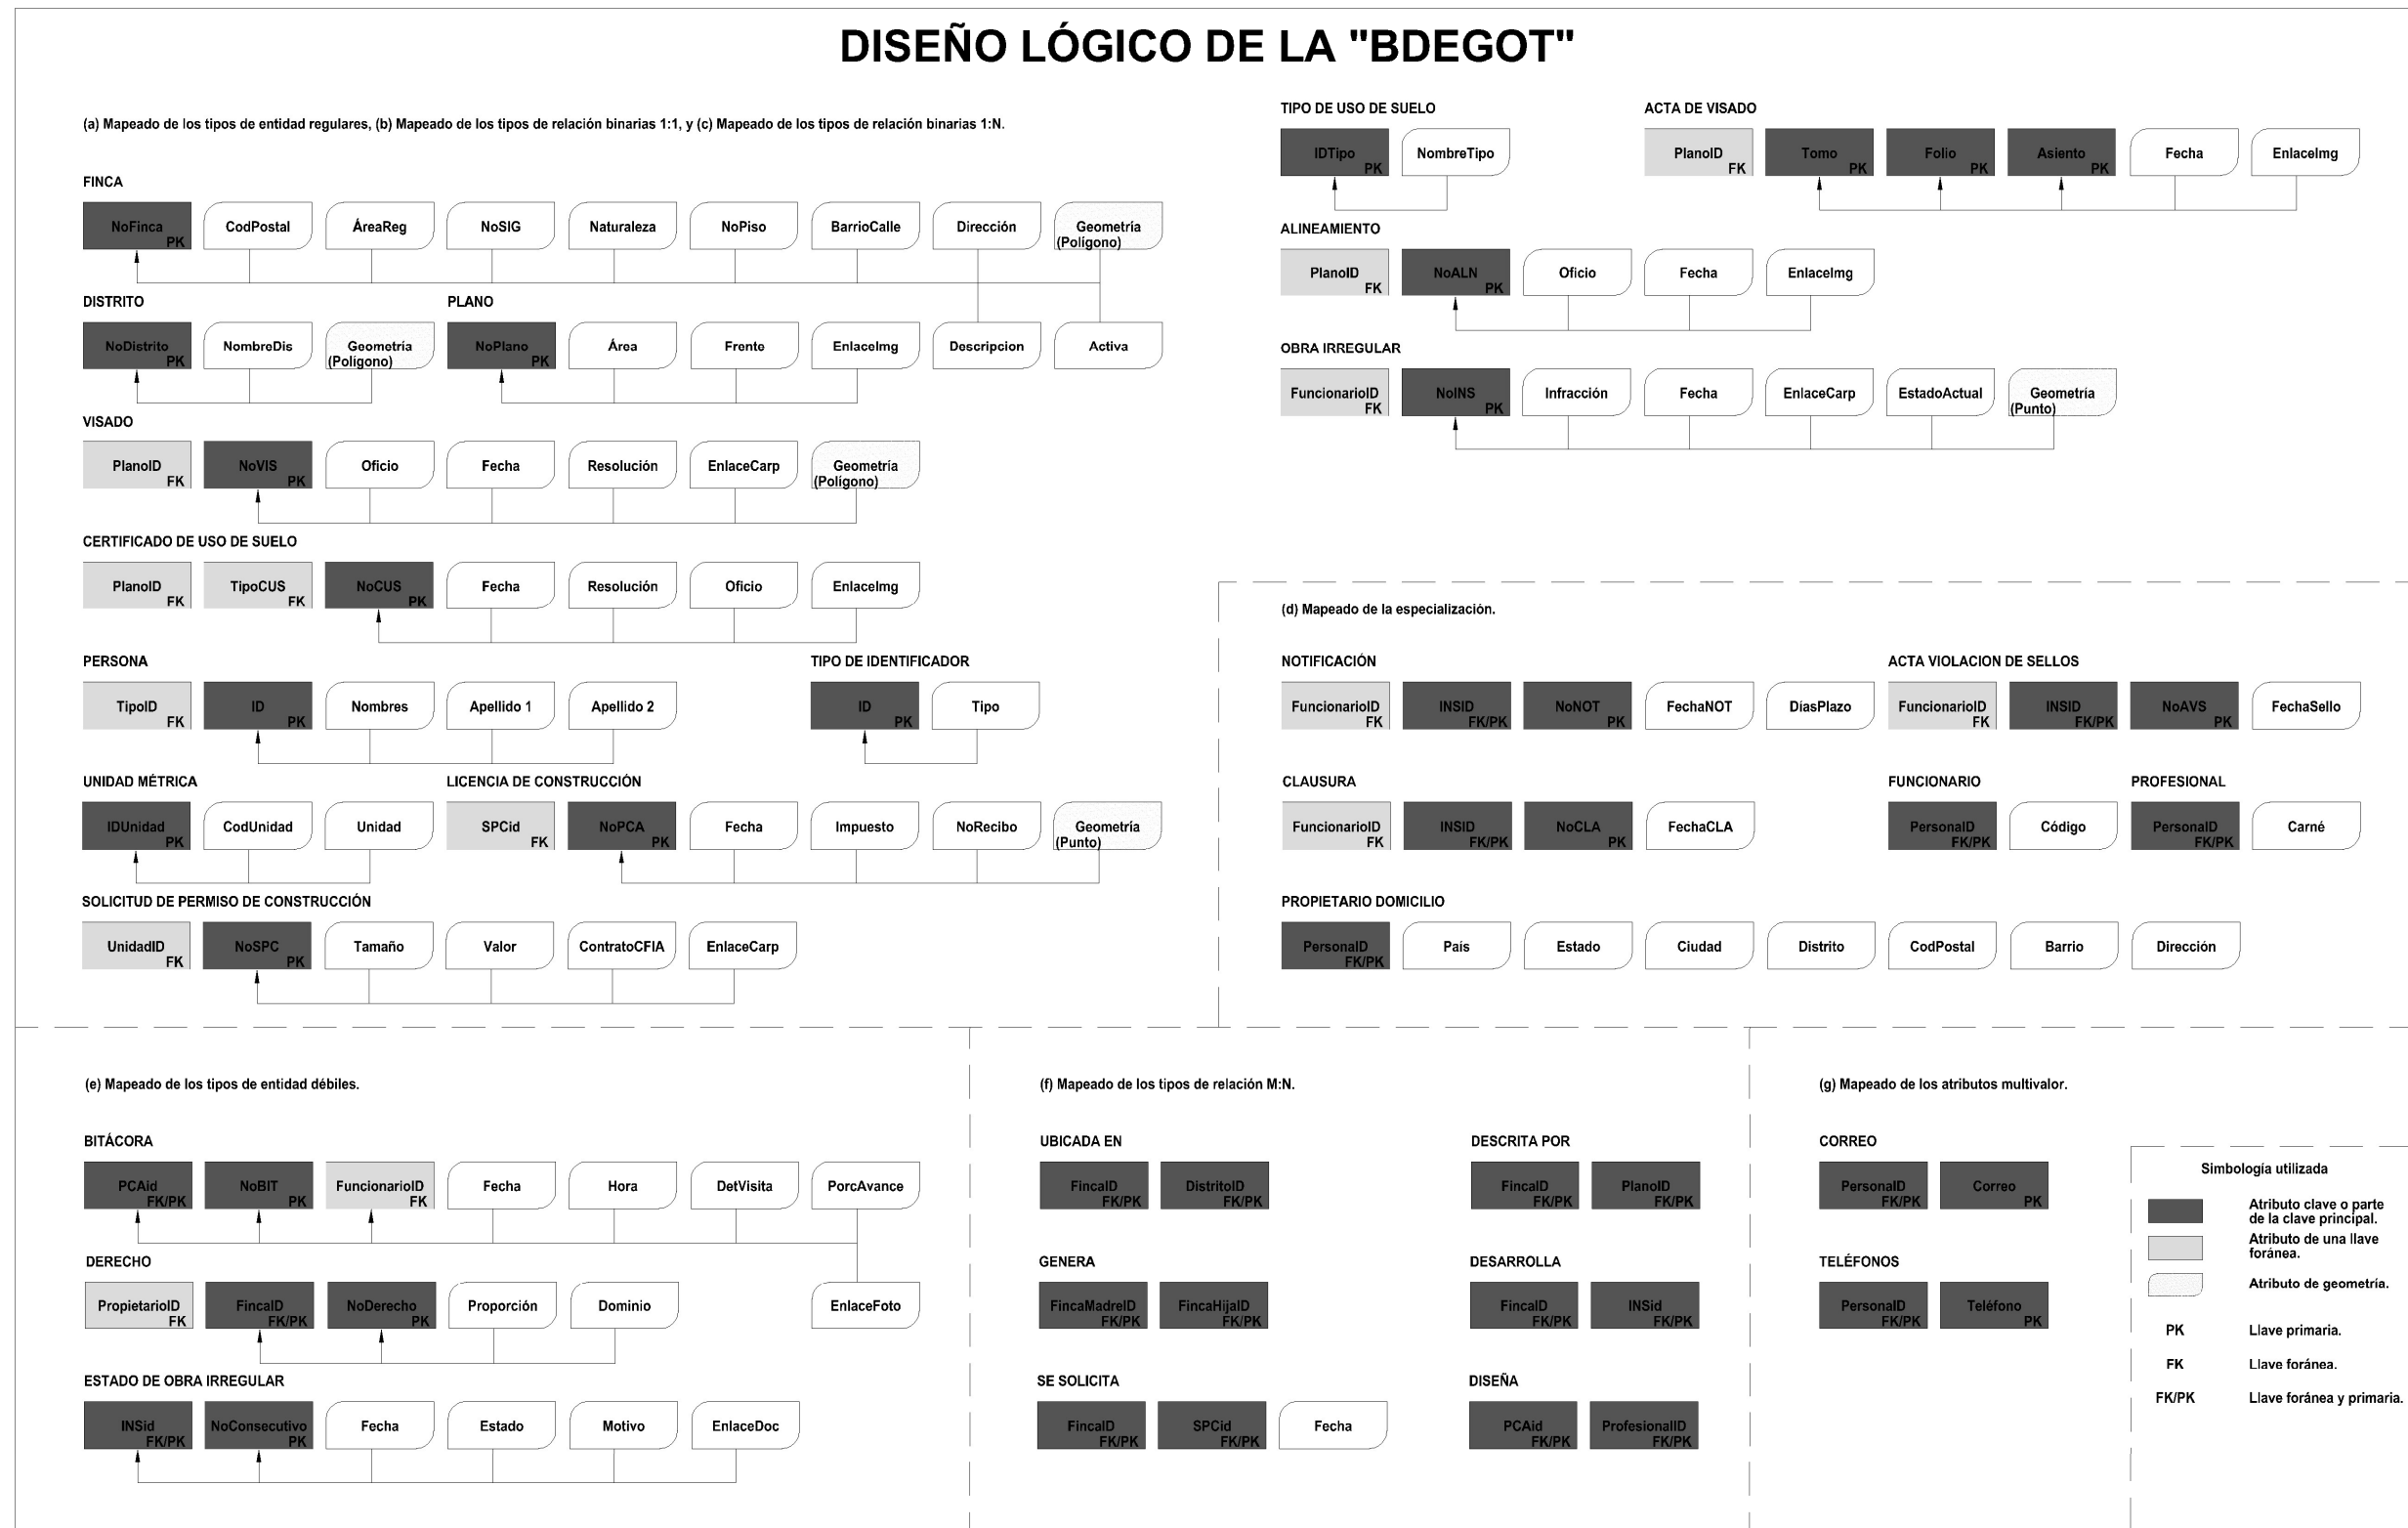 DISEÑO LÓGICO DE LA "BDEGOT"
(a) Mapeado de los tipos de entidad regulares, (b) Mapeado de los tipos de relación binarias 1:1, y (c) Mapeado de los tipos de relación binarias 1:N.
FINCA
NoFinca PK CodPostal ÁreaReg NoSIG Naturaleza NoPiso BarrioCalle Dirección Geometría (Polígono)
DISTRITO PLANO
NoDistrito PK NombreDis Geometría (Polígono) NoPlano PK Área Frente EnlaceImg Descripcion Activa
VISADO
PlanoID FK NoVIS PK Oficio Fecha Resolución EnlaceCarp Geometría (Polígono)
CERTIFICADO DE USO DE SUELO
PlanoID FK TipoCUS FK NoCUS PK Fecha Resolución Oficio EnlaceImg
PERSONA TIPO DE IDENTIFICADOR
TipoID FK ID PK Nombres Apellido 1 Apellido 2 ID PK Tipo
UNIDAD MÉTRICA LICENCIA DE CONSTRUCCIÓN
IDUnidad PK CodUnidad Unidad SPCid FK NoPCA PK Fecha Impuesto NoRecibo Geometría (Punto)
SOLICITUD DE PERMISO DE CONSTRUCCIÓN
UnidadID FK NoSPC PK Tamaño Valor ContratoCFIA EnlaceCarp
TIPO DE USO DE SUELO ACTA DE VISADO
IDTipo PK NombreTipo PlanoID FK Tomo PK Folio PK Asiento PK Fecha EnlaceImg
ALINEAMIENTO
PlanoID FK NoALN PK Oficio Fecha EnlaceImg
OBRA IRREGULAR
FuncionarioID FK NoINS PK Infracción Fecha EnlaceCarp EstadoActual Geometría (Punto)
(d) Mapeado de la especialización.
NOTIFICACIÓN ACTA VIOLACION DE SELLOS
FuncionarioID FK INSID FK/PK NoNOT PK FechaNOT DíasPlazo FuncionarioID FK INSID FK/PK NoAVS PK FechaSello
CLAUSURA FUNCIONARIO PROFESIONAL
FuncionarioID FK INSID FK/PK NoCLA PK FechaCLA PersonaID FK/PK Código PersonaID FK/PK Carné
PROPIETARIO DOMICILIO
PersonaID FK/PK País Estado Ciudad Distrito CodPostal Barrio Dirección
(e) Mapeado de los tipos de entidad débiles.
BITÁCORA
PCAid FK/PK NoBIT PK FuncionarioID FK Fecha Hora DetVisita PorcAvance
DERECHO
PropietarioID FK FincaID FK/PK NoDerecho PK Proporción Dominio EnlaceFoto
ESTADO DE OBRA IRREGULAR
INSid FK/PK NoConsecutivo PK Fecha Estado Motivo EnlaceDoc
(f) Mapeado de los tipos de relación M:N.
UBICADA EN DESCRITA POR
FincaID FK/PK DistritoID FK/PK FincaID FK/PK PlanoID FK/PK
GENERA DESARROLLA
FincaMadreID FK/PK FincaHijaID FK/PK FincaID FK/PK INSid FK/PK
SE SOLICITA DISEÑA
FincaID FK/PK SPCid FK/PK Fecha PCAid FK/PK ProfesionalID FK/PK
(g) Mapeado de los atributos multivalor.
CORREO
PersonaID FK/PK Correo PK
TELÉFONOS
PersonaID FK/PK Teléfono PK
Simbología utilizada
Atributo clave o parte
de la clave principal.
Atributo de una llave
foránea.
Atributo de geometría.
PK Llave primaria.
FK Llave foránea.
FK/PK Llave foránea y primaria.